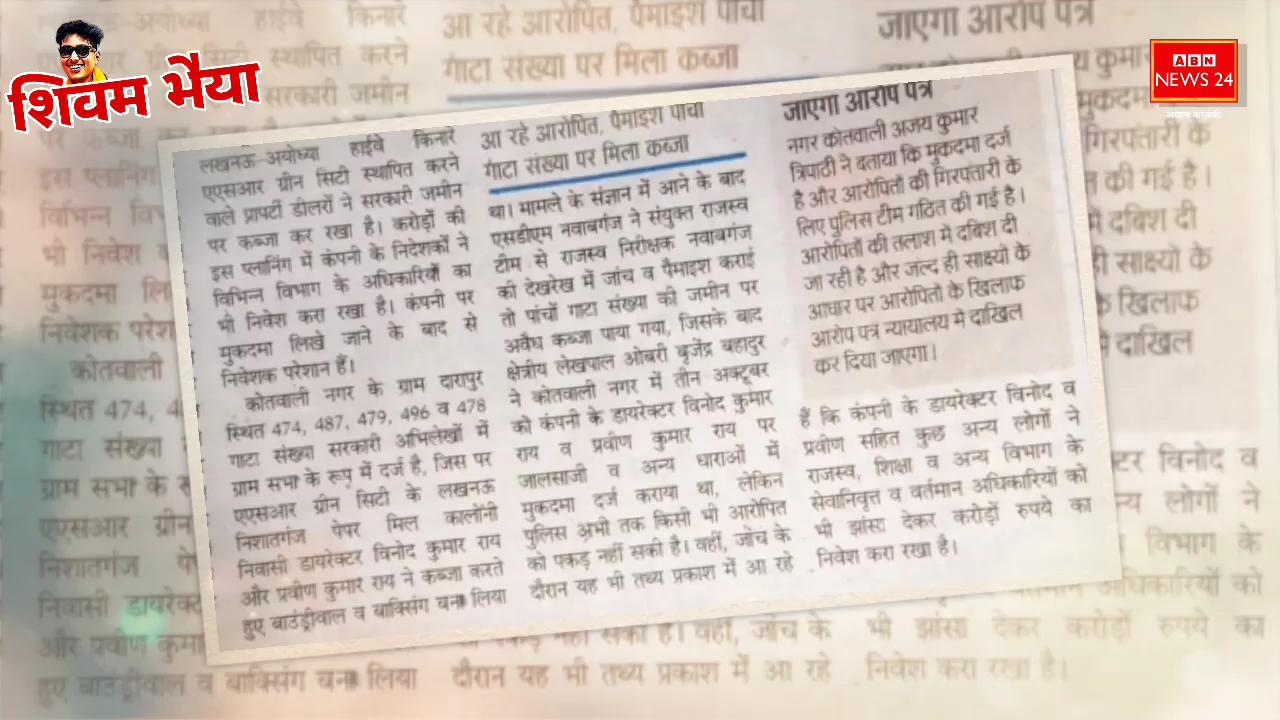 शिवम भैया
ABN
NEWS 24
लखनऊ-अयोध्या हाईवे किनारे
एएसआर ग्रीन सिटी स्थापित करने
वाले प्रापर्टी डीलरों ने सरकारी जमीन
पर कब्जा कर रखा है। करोड़ों की
इस प्लानिंग में कंपनी के निदेशकों ने
विभिन्न विभाग के अधिकारियों का
भी निवेश करा रखा है। कंपनी पर
मुकदमा लिखे जाने के बाद से
निवेशक परेशान हैं।
कोतवाली नगर के ग्राम दारापुर
स्थित 474, 487, 479, 496 व 478
गाटा संख्या सरकारी अभिलेखों में
ग्राम सभा के रूप में दर्ज है, जिस पर
एएसआर ग्रीन सिटी के लखनऊ
निशातगंज पेपर मिल कालोनी
निवासी डायरेक्टर विनोद कुमार राय
और प्रवीण कुमार राय ने कब्जा करते
हुए बाउंड्रीवाल व बाक्सिंग बना लिया
आ रहे आरोपित, पैमाइश पांचों
गाटा संख्या पर मिला कब्जा
था। मामले के संज्ञान में आने के बाद
एसडीएम नवाबगंज ने संयुक्त राजस्व
टीम से राजस्व निरीक्षक नवाबगंज
की देखरेख में जांच व पैमाइश कराई
तो पांचों गाटा संख्या की जमीन पर
अवैध कब्जा पाया गया, जिसके बाद
क्षेत्रीय लेखपाल ओबरी बृजेंद्र बहादुर
ने कोतवाली नगर में तीन अक्टूबर
को कंपनी के डायरेक्टर विनोद कुमार
राय व प्रवीण कुमार राय पर
जालसाजी व अन्य धाराओं में
मुकदमा दर्ज कराया था, लेकिन
पुलिस अभी तक किसी भी आरोपित
को पकड़ नहीं सकी है। वहीं, जांच के
दौरान यह भी तथ्य प्रकाश में आ रहे
जाएगा आरोप पत्र
नगर कोतवाली अजय कुमार
त्रिपाठी ने बताया कि मुकदमा दर्ज
है और आरोपितों की गिरफ्तारी के
लिए पुलिस टीम गठित की गई है।
आरोपितों की तलाश में दबिश दी
जा रही है और जल्द ही साक्ष्यों के
आधार पर आरोपितों के खिलाफ
आरोप पत्र न्यायालय में दाखिल
कर दिया जाएगा।
हैं कि कंपनी के डायरेक्टर विनोद व
प्रवीण सहित कुछ अन्य लोगों ने
राजस्व, शिक्षा व अन्य विभाग के
सेवानिवृत्त व वर्तमान अधिकारियों को
भी झांसा देकर करोड़ों रुपये का
निवेश करा रखा है।